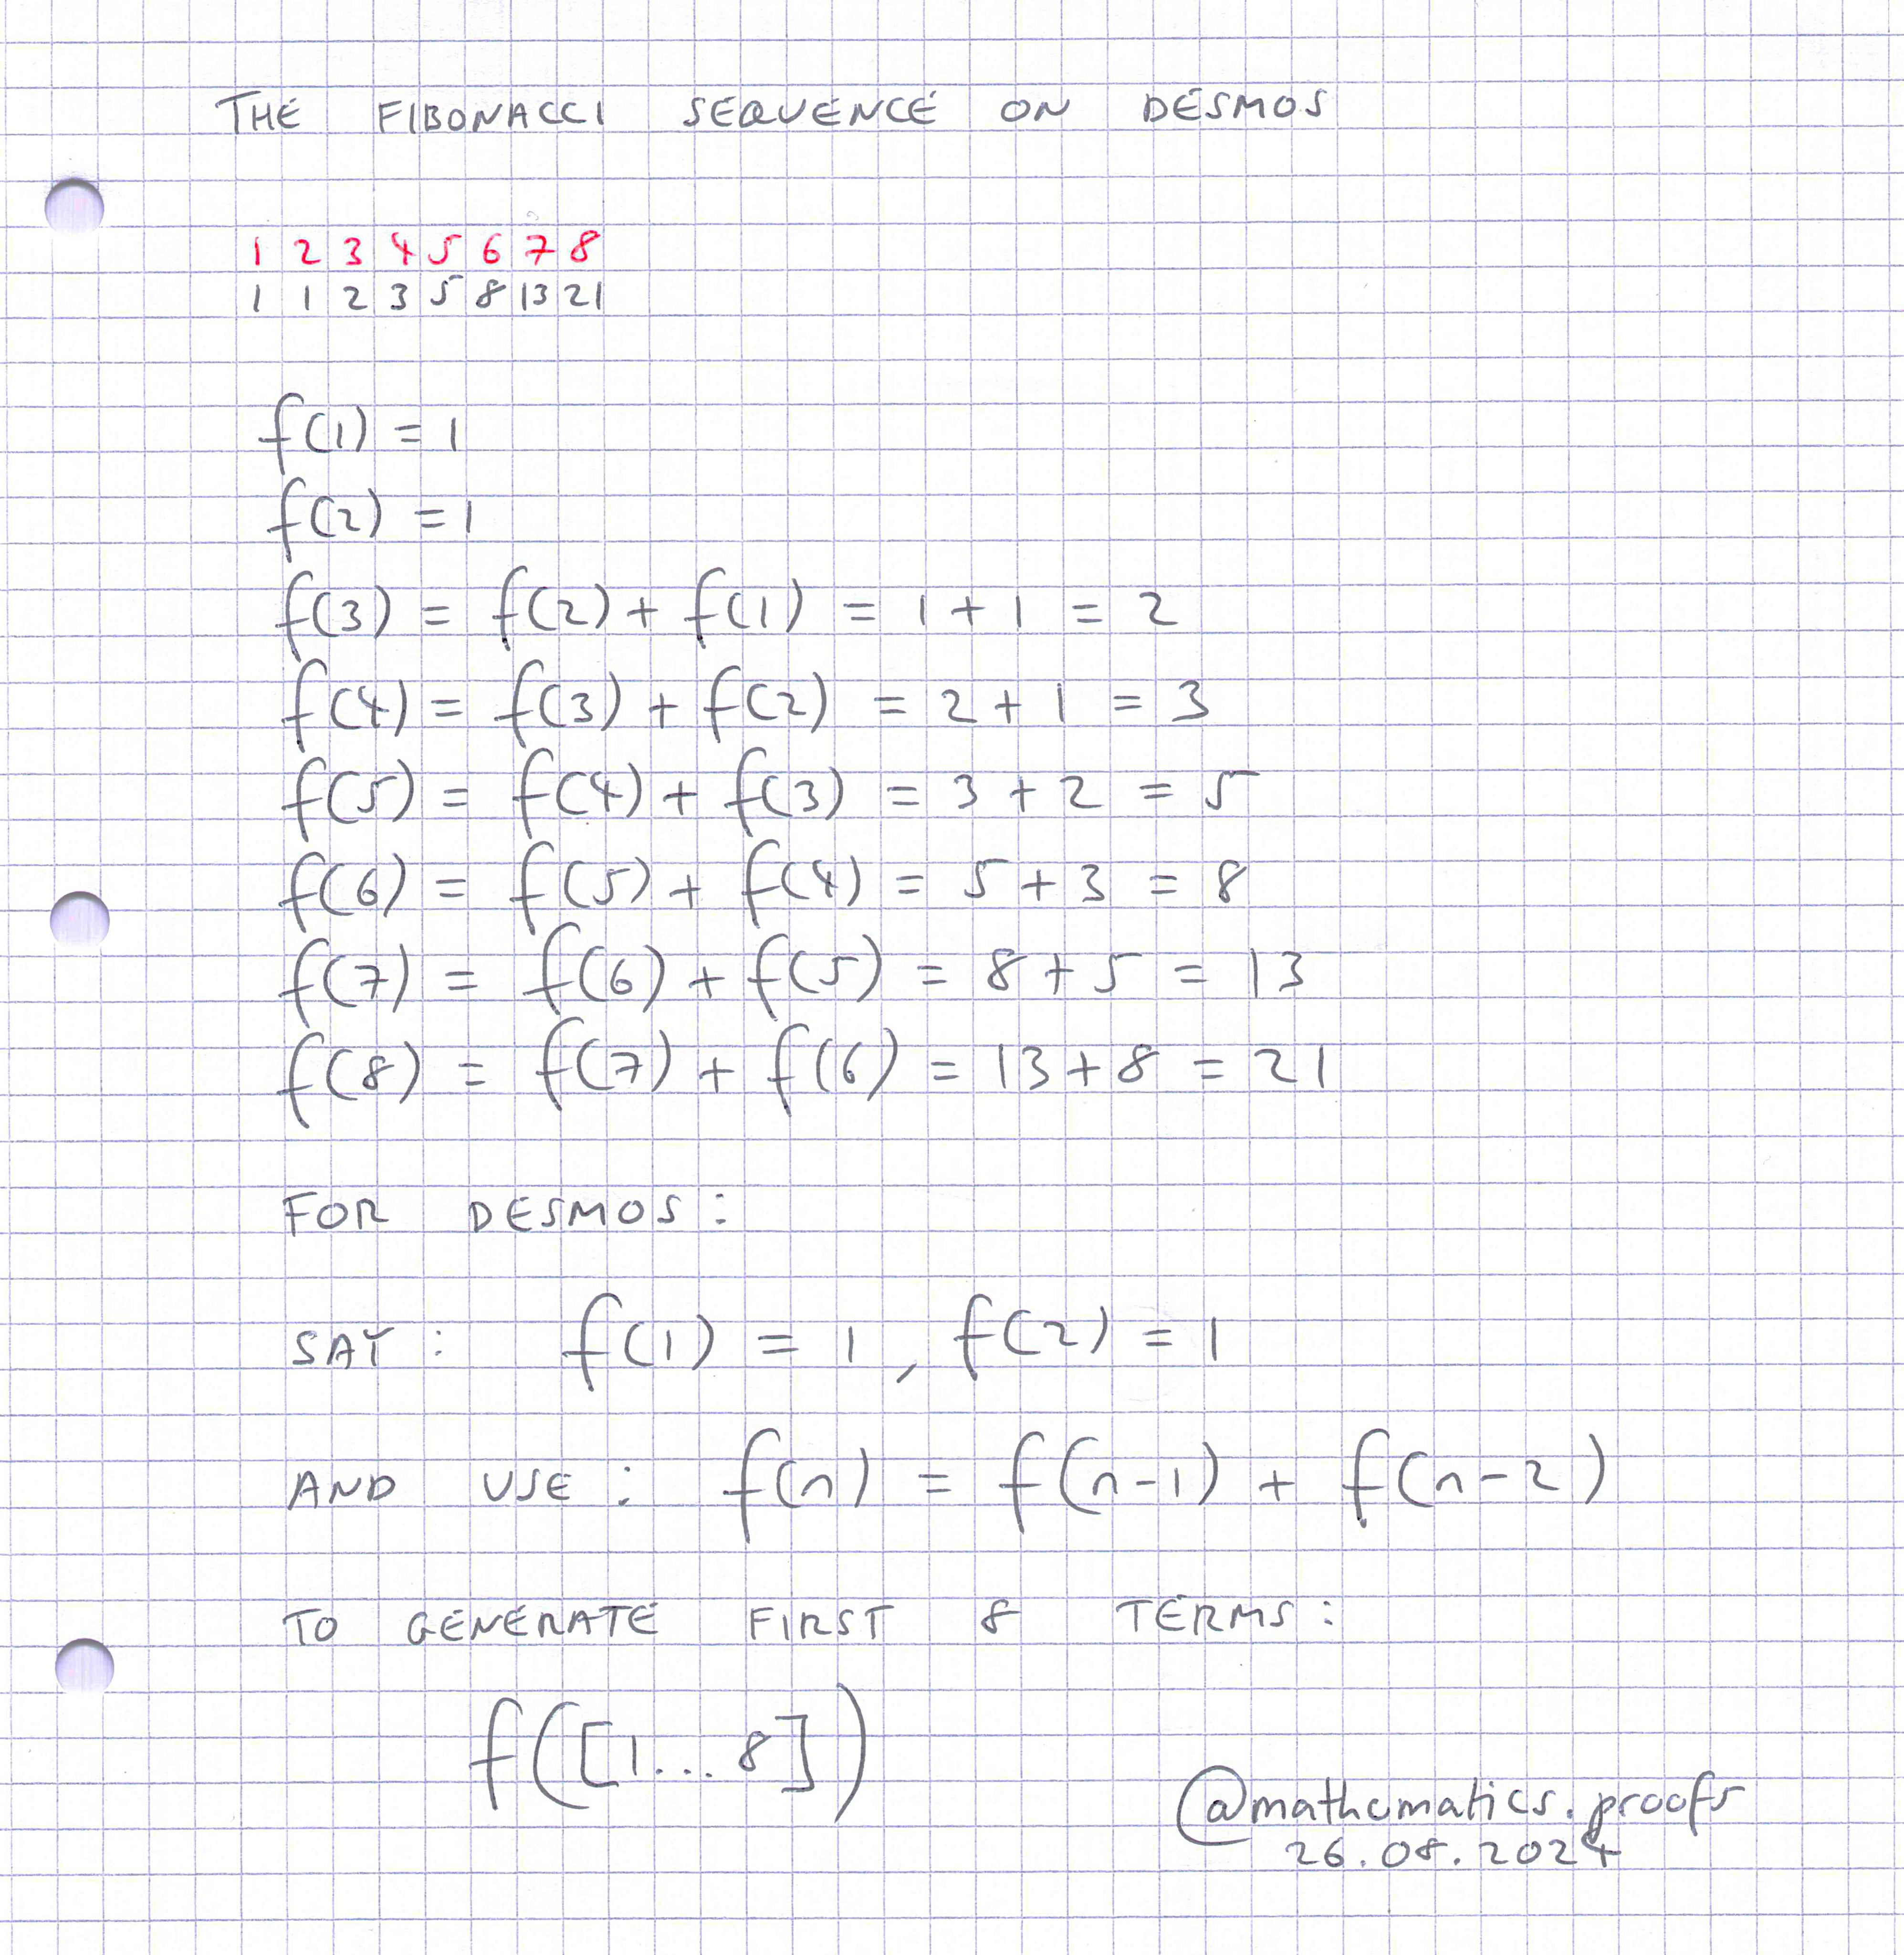 THE FIBONACCI SEQUENCE ON DESMOS
1 2 3 4 5 6 7 8
1 1 2 3 5 8 13 21
f(1) = 1
f(2) = 1
f(3) = f(2) + f(1) = 1 + 1 = 2
f(4) = f(3) + f(2) = 2 + 1 = 3
f(5) = f(4) + f(3) = 3 + 2 = 5
f(6) = f(5) + f(4) = 5 + 3 = 8
f(7) = f(6) + f(5) = 8 + 5 = 13
f(8) = f(7) + f(6) = 13 + 8 = 21
FOR DESMOS:
SAY: f(1) = 1, f(2) = 1
AND USE: f(n) = f(n-1) + f(n-2)
TO GENERATE FIRST 8 TERMS:
f([1...8])
@mathematics.proofs
26.08.2024